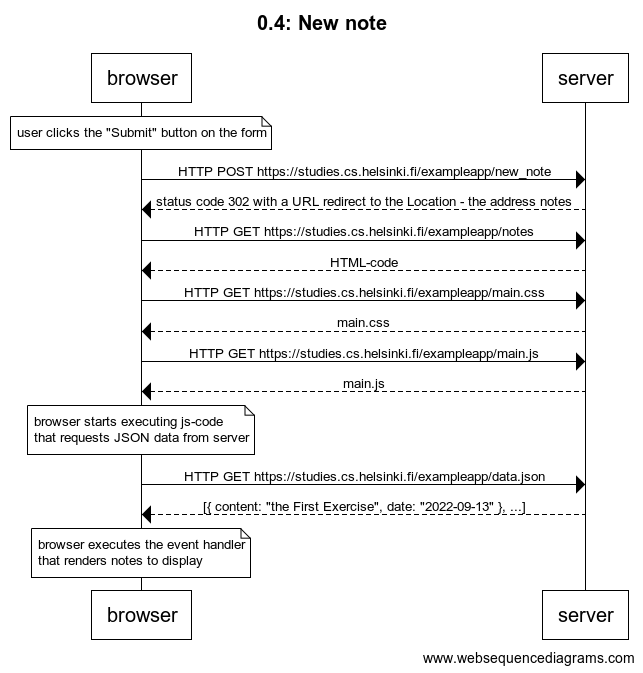 0.4: New note
browser
server
user clicks the "Submit" button on the form
HTTP POST https://studies.cs.helsinki.fi/exampleapp/new_note
status code 302 with a URL redirect to the Location - the address notes
HTTP GET https://studies.cs.helsinki.fi/exampleapp/notes
HTML-code
HTTP GET https://studies.cs.helsinki.fi/exampleapp/main.css
main.css
HTTP GET https://studies.cs.helsinki.fi/exampleapp/main.js
main.js
browser starts executing js-code
that requests JSON data from server
HTTP GET https://studies.cs.helsinki.fi/exampleapp/data.json
[{ content: "the First Exercise", date: "2022-09-13" }, ...]
browser executes the event handler
that renders notes to display
browser
server
www.websequencediagrams.com